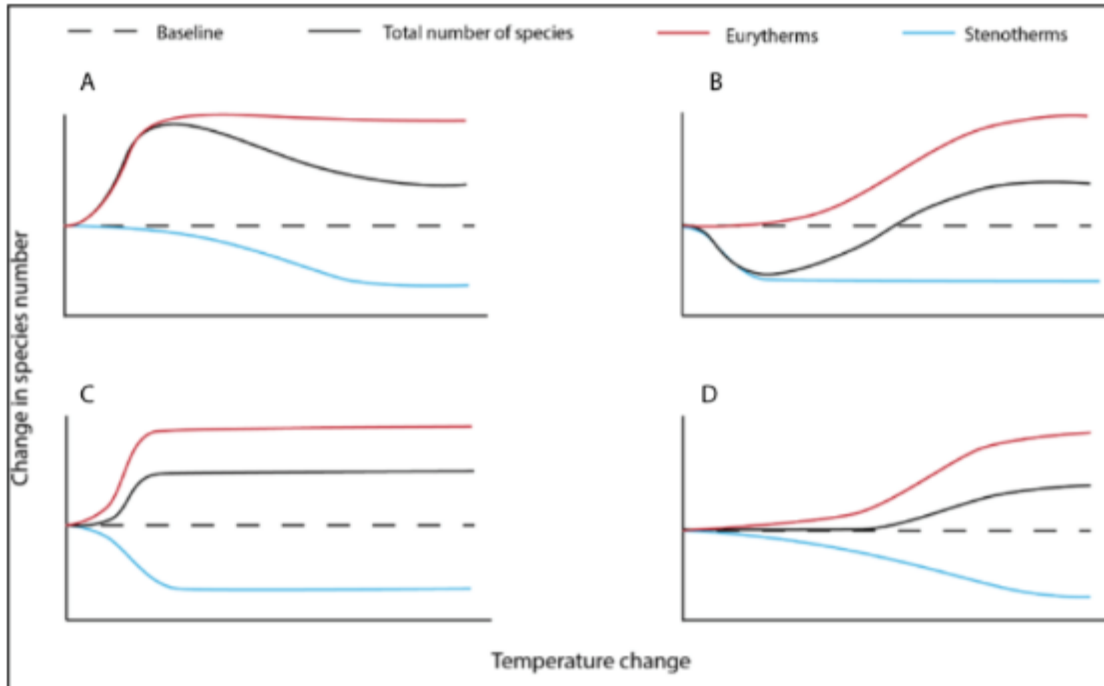 Baseline Total number of species Eurytherms Stenotherms
A B
C D
Change in species number
Temperature change